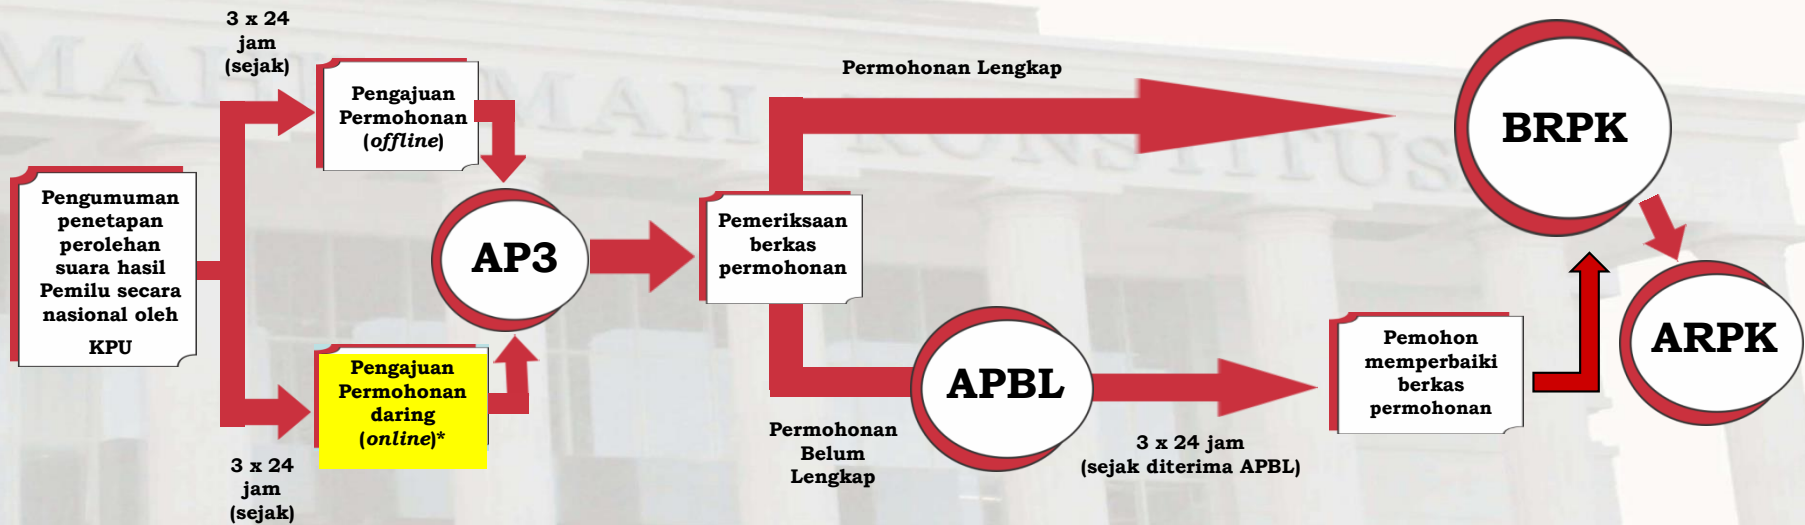 3 x 24
jam
(sejak)
Pengajuan
Permohonan
(offline)
Pengumuman
penetapan
perolehan
suara hasil
Pemilu secara
nasional oleh
KPU
Pengajuan
Permohonan
daring
(online)*
3 x 24
jam
(sejak)
AP3
Pemeriksaan
berkas
permohonan
Permohonan Lengkap
Permohonan
Belum
Lengkap
APBL
3 x 24 jam
(sejak diterima APBL)
Pemohon
memperbaiki
berkas
permohonan
BRPK
ARPK
MAHKAMAH KONSTITUSI